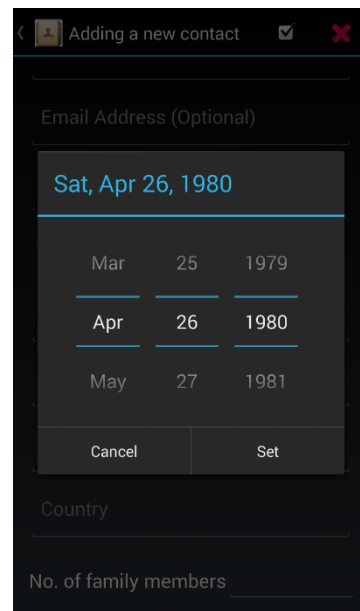 Adding a new contact
Email Address (Optional)
Sat, Apr 26, 1980
Mar 25 1979
Apr 26 1980
May 27 1981
Cancel Set
Country
No. of family members